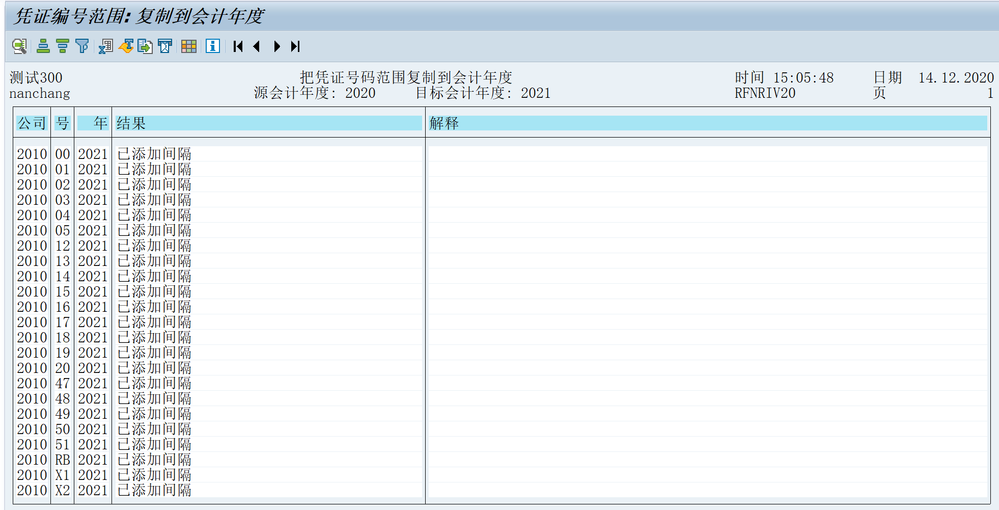 凭证编号范围: 复制到会计年度
测试300 把凭证号码范围复制到会计年度 时间 15:05:48 日期 14.12.2020
nanchang 源会计年度: 2020 目标会计年度: 2021 RFNRIV20 页 1
公司 号 年 结果 解释
2010 00 2021 已添加间隔
2010 01 2021 已添加间隔
2010 02 2021 已添加间隔
2010 03 2021 已添加间隔
2010 04 2021 已添加间隔
2010 05 2021 已添加间隔
2010 12 2021 已添加间隔
2010 13 2021 已添加间隔
2010 14 2021 已添加间隔
2010 15 2021 已添加间隔
2010 16 2021 已添加间隔
2010 17 2021 已添加间隔
2010 18 2021 已添加间隔
2010 19 2021 已添加间隔
2010 20 2021 已添加间隔
2010 47 2021 已添加间隔
2010 48 2021 已添加间隔
2010 49 2021 已添加间隔
2010 50 2021 已添加间隔
2010 51 2021 已添加间隔
2010 RB 2021 已添加间隔
2010 X1 2021 已添加间隔
2010 X2 2021 已添加间隔